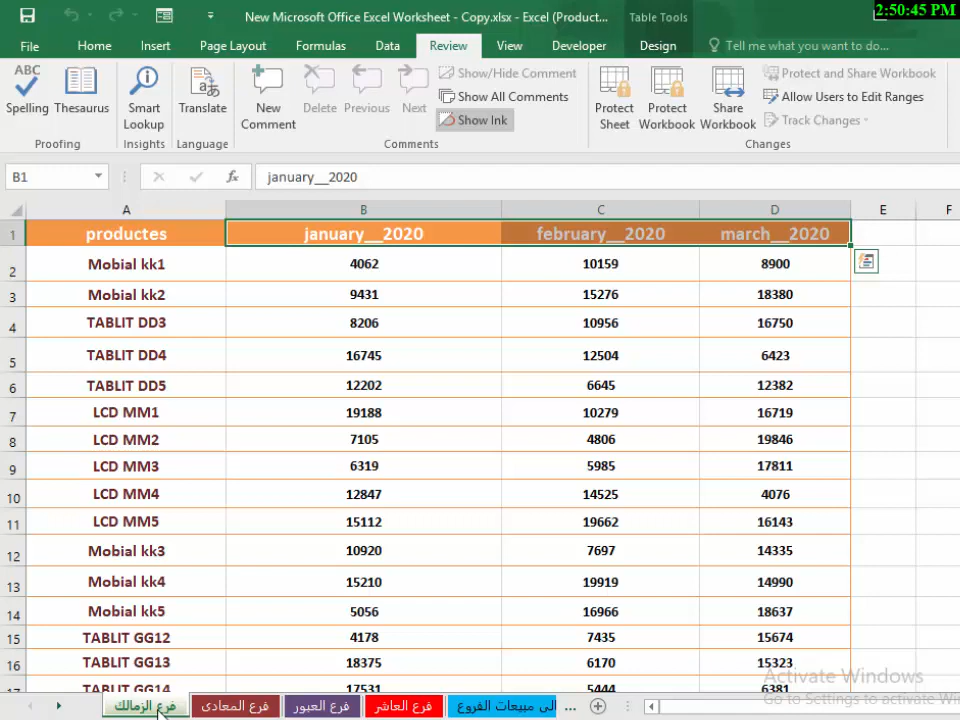 2:50:45 PM
New Microsoft Office Excel Worksheet - Copy.xlsx - Excel (Produc...
Table Tools
File Home Insert Page Layout Formulas Data Review View Developer Design Tell me what you want to do...
ABC
Spelling Thesaurus Smart Lookup Translate New Comment Delete Previous Next
Show/Hide Comment
Show All Comments
Show Ink
Protect Sheet Protect Workbook Share Workbook
Protect and Share Workbook
Allow Users to Edit Ranges
Track Changes
Proofing Insights Language Comments Changes
B1 fx january__2020
A B C D E F
1 productes january__2020 february__2020 march__2020
2 Mobial kk1 4062 10159 8900
3 Mobial kk2 9431 15276 18380
4 TABLIT DD3 8206 10956 16750
5 TABLIT DD4 16745 12504 6423
6 TABLIT DD5 12202 6645 12382
7 LCD MM1 19188 10279 16719
8 LCD MM2 7105 4806 19846
9 LCD MM3 6319 5985 17811
10 LCD MM4 12847 14525 4076
11 LCD MM5 15112 19662 16143
12 Mobial kk3 10920 7697 14335
13 Mobial kk4 15210 19919 14990
14 Mobial kk5 5056 16966 18637
15 TABLIT GG12 4178 7435 15674
16 TABLIT GG13 18375 6170 15323
17 TABLIT GG14 17531 5444 6381
Activate Windows
Go to Settings to activate Win
فرع الزمالك فرع المعادى فرع العبور فرع العاشر الى مبيعات الفروع ...